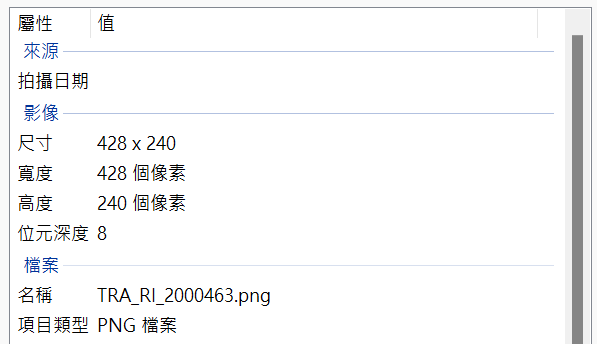 屬性 值
來源
拍攝日期
影像
尺寸 428 x 240
寬度 428 個像素
高度 240 個像素
位元深度 8
檔案
名稱 TRA_RI_2000463.png
項目類型 PNG 檔案